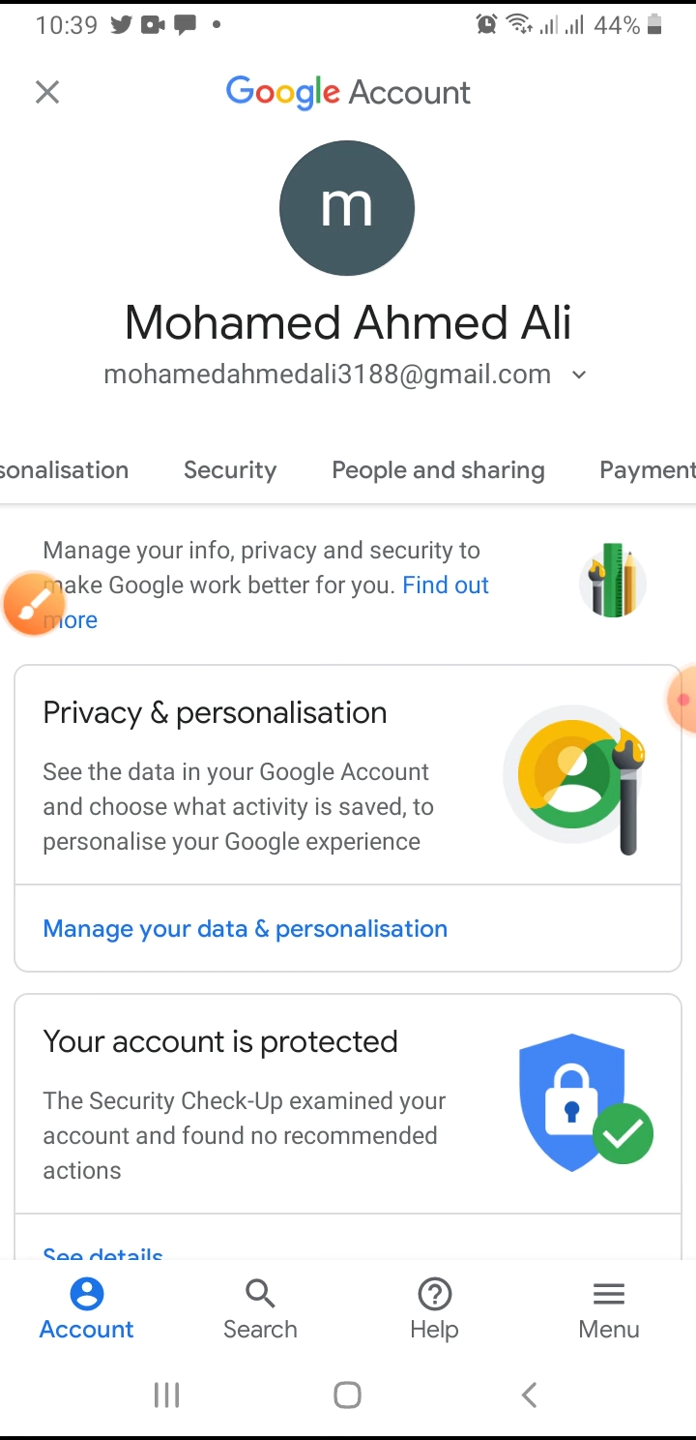 10:39 44%
Google Account
m
Mohamed Ahmed Ali
mohamedahmedali3188@gmail.com
sonalisation Security People and sharing Payment
Manage your info, privacy and security to
make Google work better for you. Find out
more
Privacy & personalisation
See the data in your Google Account
and choose what activity is saved, to
personalise your Google experience
Manage your data & personalisation
Your account is protected
The Security Check-Up examined your
account and found no recommended
actions
See details
Account Search Help Menu